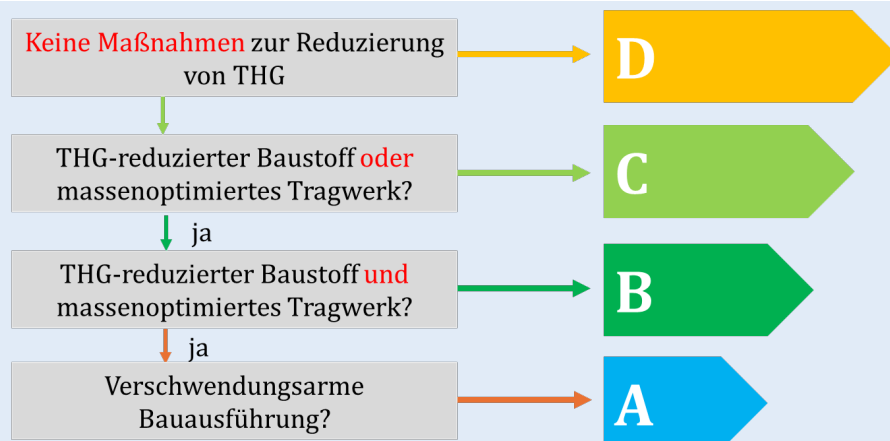 Keine Maßnahmen zur Reduzierung
von THG
D
THG-reduzierter Baustoff oder
massenoptimiertes Tragwerk?
C
ja
THG-reduzierter Baustoff und
massenoptimiertes Tragwerk?
B
ja
Verschwendungsarme
Bauausführung?
A